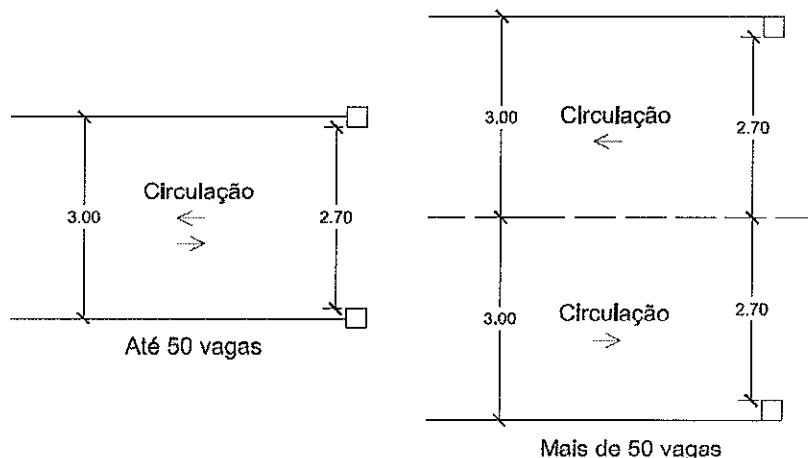 3.00
Circulação
2.70
Até 50 vagas
3.00
Circulação
2.70
3.00
Circulação
2.70
Mais de 50 vagas